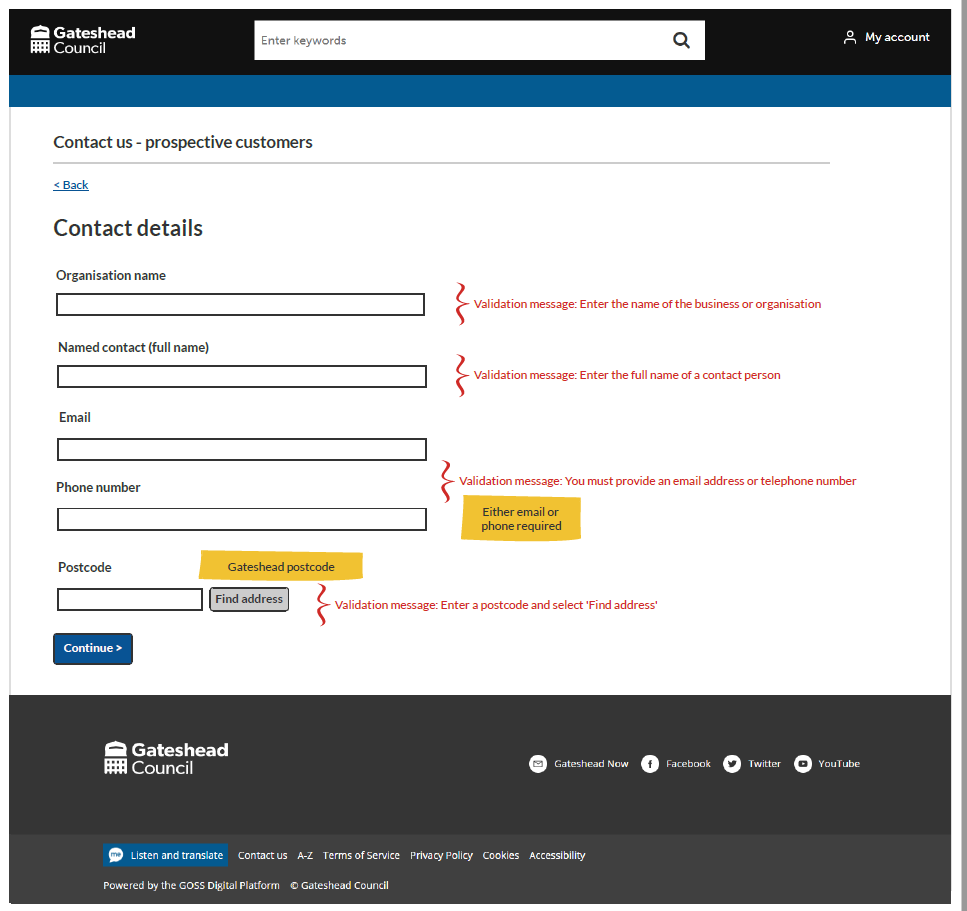 Gateshead
Council
Enter keywords
My account
Contact us - prospective customers
< Back
Contact details
Organisation name
Validation message: Enter the name of the business or organisation
Named contact (full name)
Validation message: Enter the full name of a contact person
Email
Validation message: You must provide an email address or telephone number
Phone number
Either email or
phone required
Postcode
Gateshead postcode
Find address
Validation message: Enter a postcode and select 'Find address'
Continue >
Gateshead
Council
Gateshead Now
Facebook
Twitter
YouTube
me
Listen and translate
Contact us
A-Z
Terms of Service
Privacy Policy
Cookies
Accessibility
Powered by the GOSS Digital Platform
© Gateshead Council